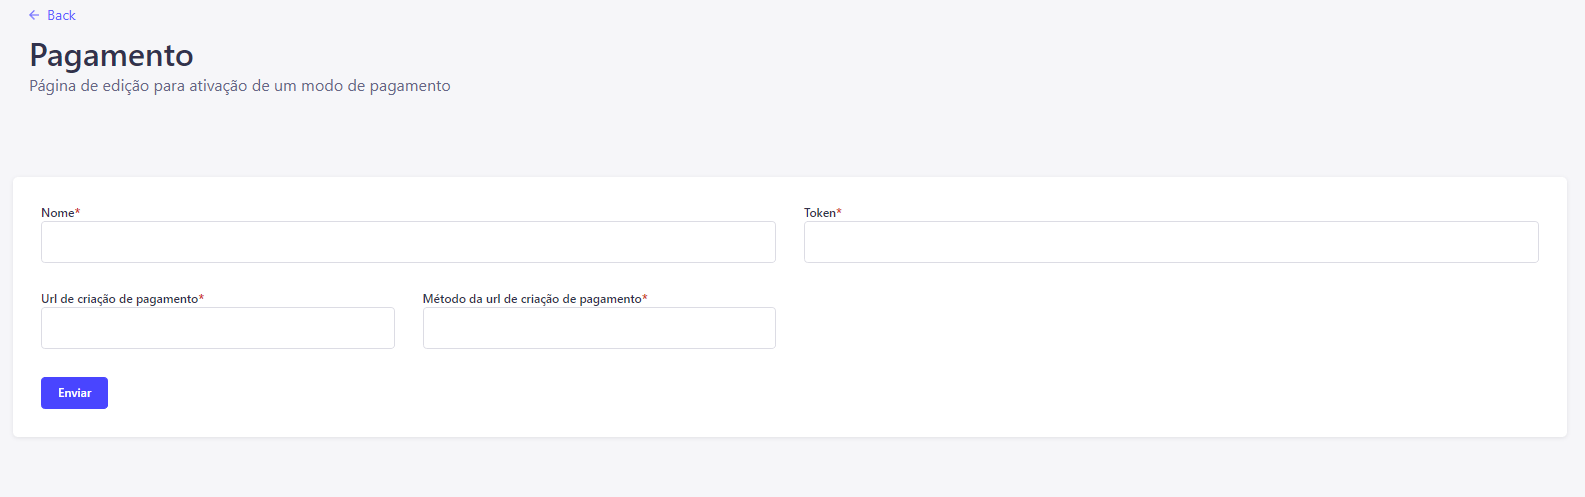 Back
Pagamento
Página de edição para ativação de um modo de pagamento
Nome* Token*
Url de criação de pagamento* Método da url de criação de pagamento*
Enviar